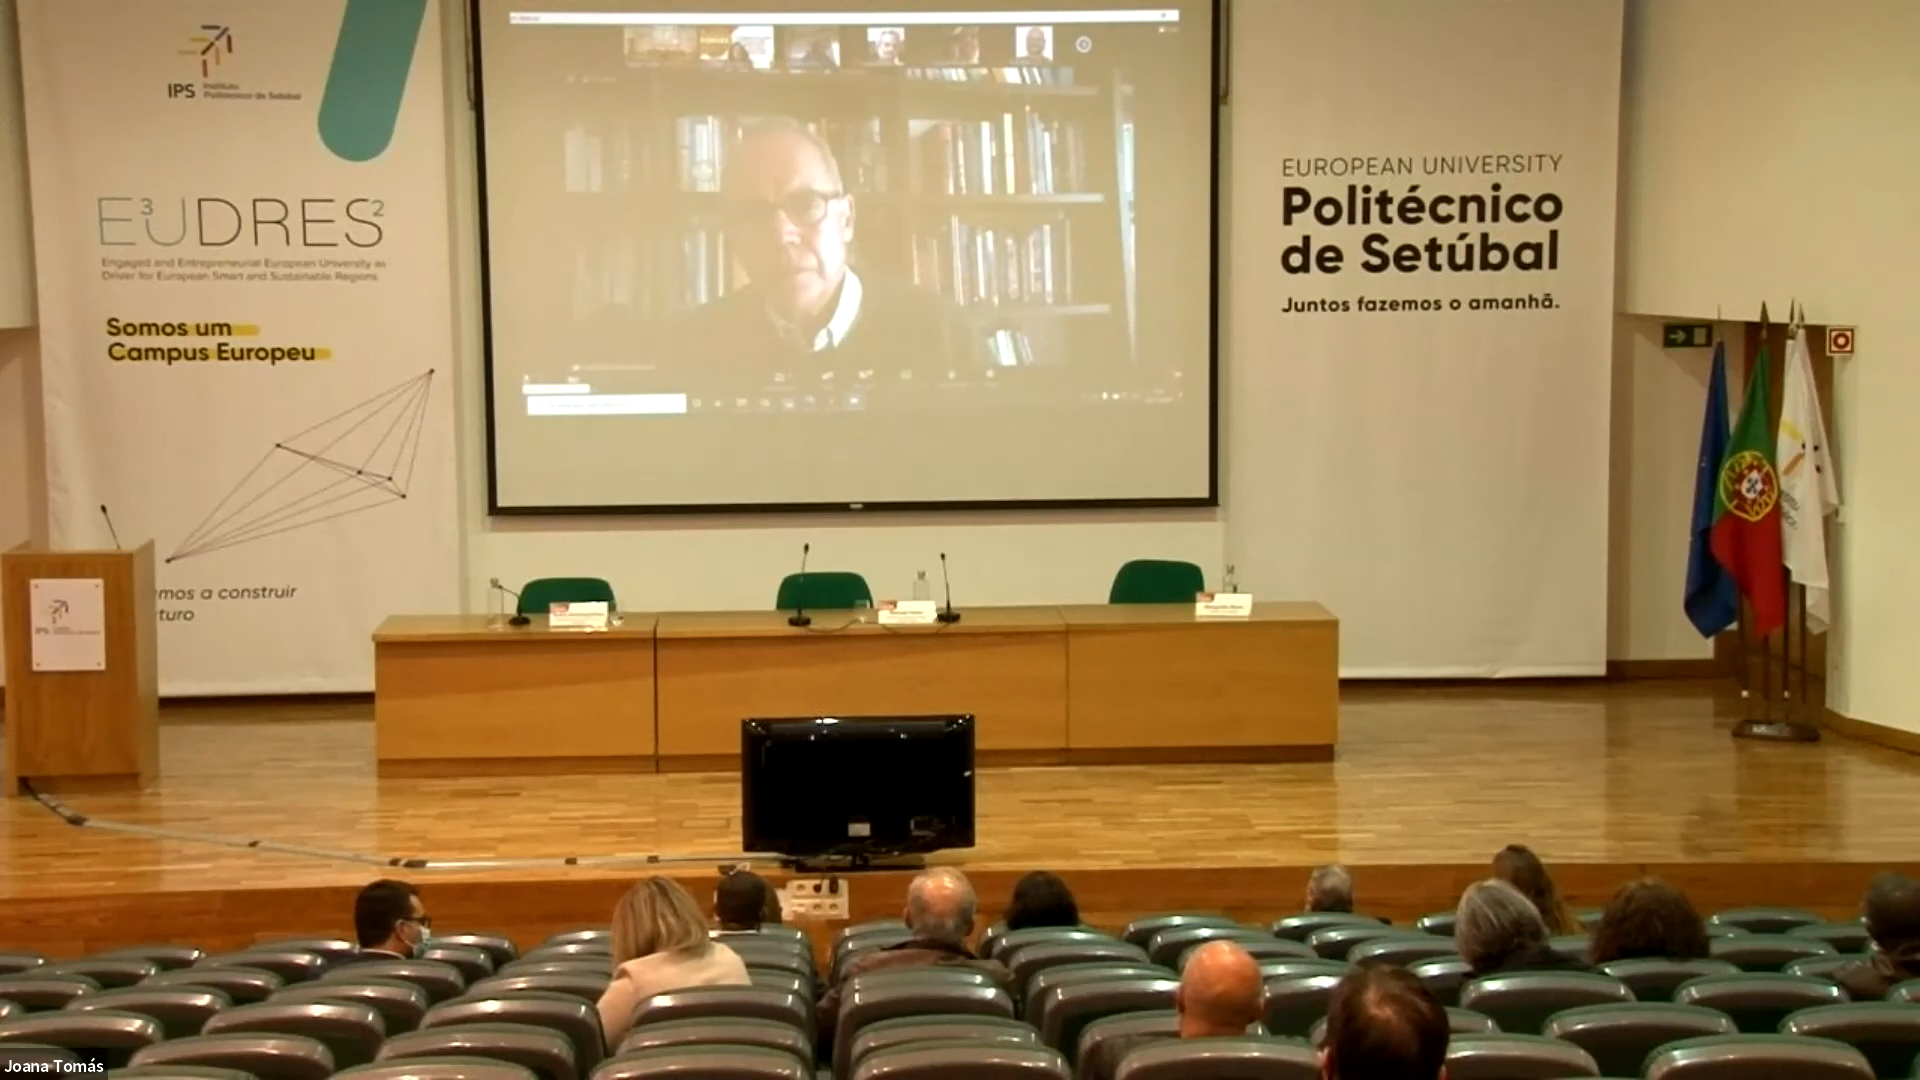 IPS Instituto
Politécnico de Setúbal
E³UDRES²
Engaged and Entrepreneurial European University as
Driver for European Smart and Sustainable Regions
Somos um
Campus Europeu
mos a construir
turo
IPS
EUROPEAN UNIVERSITY
Politécnico
de Setúbal
Juntos fazemos o amanhã.
Joana Tomás